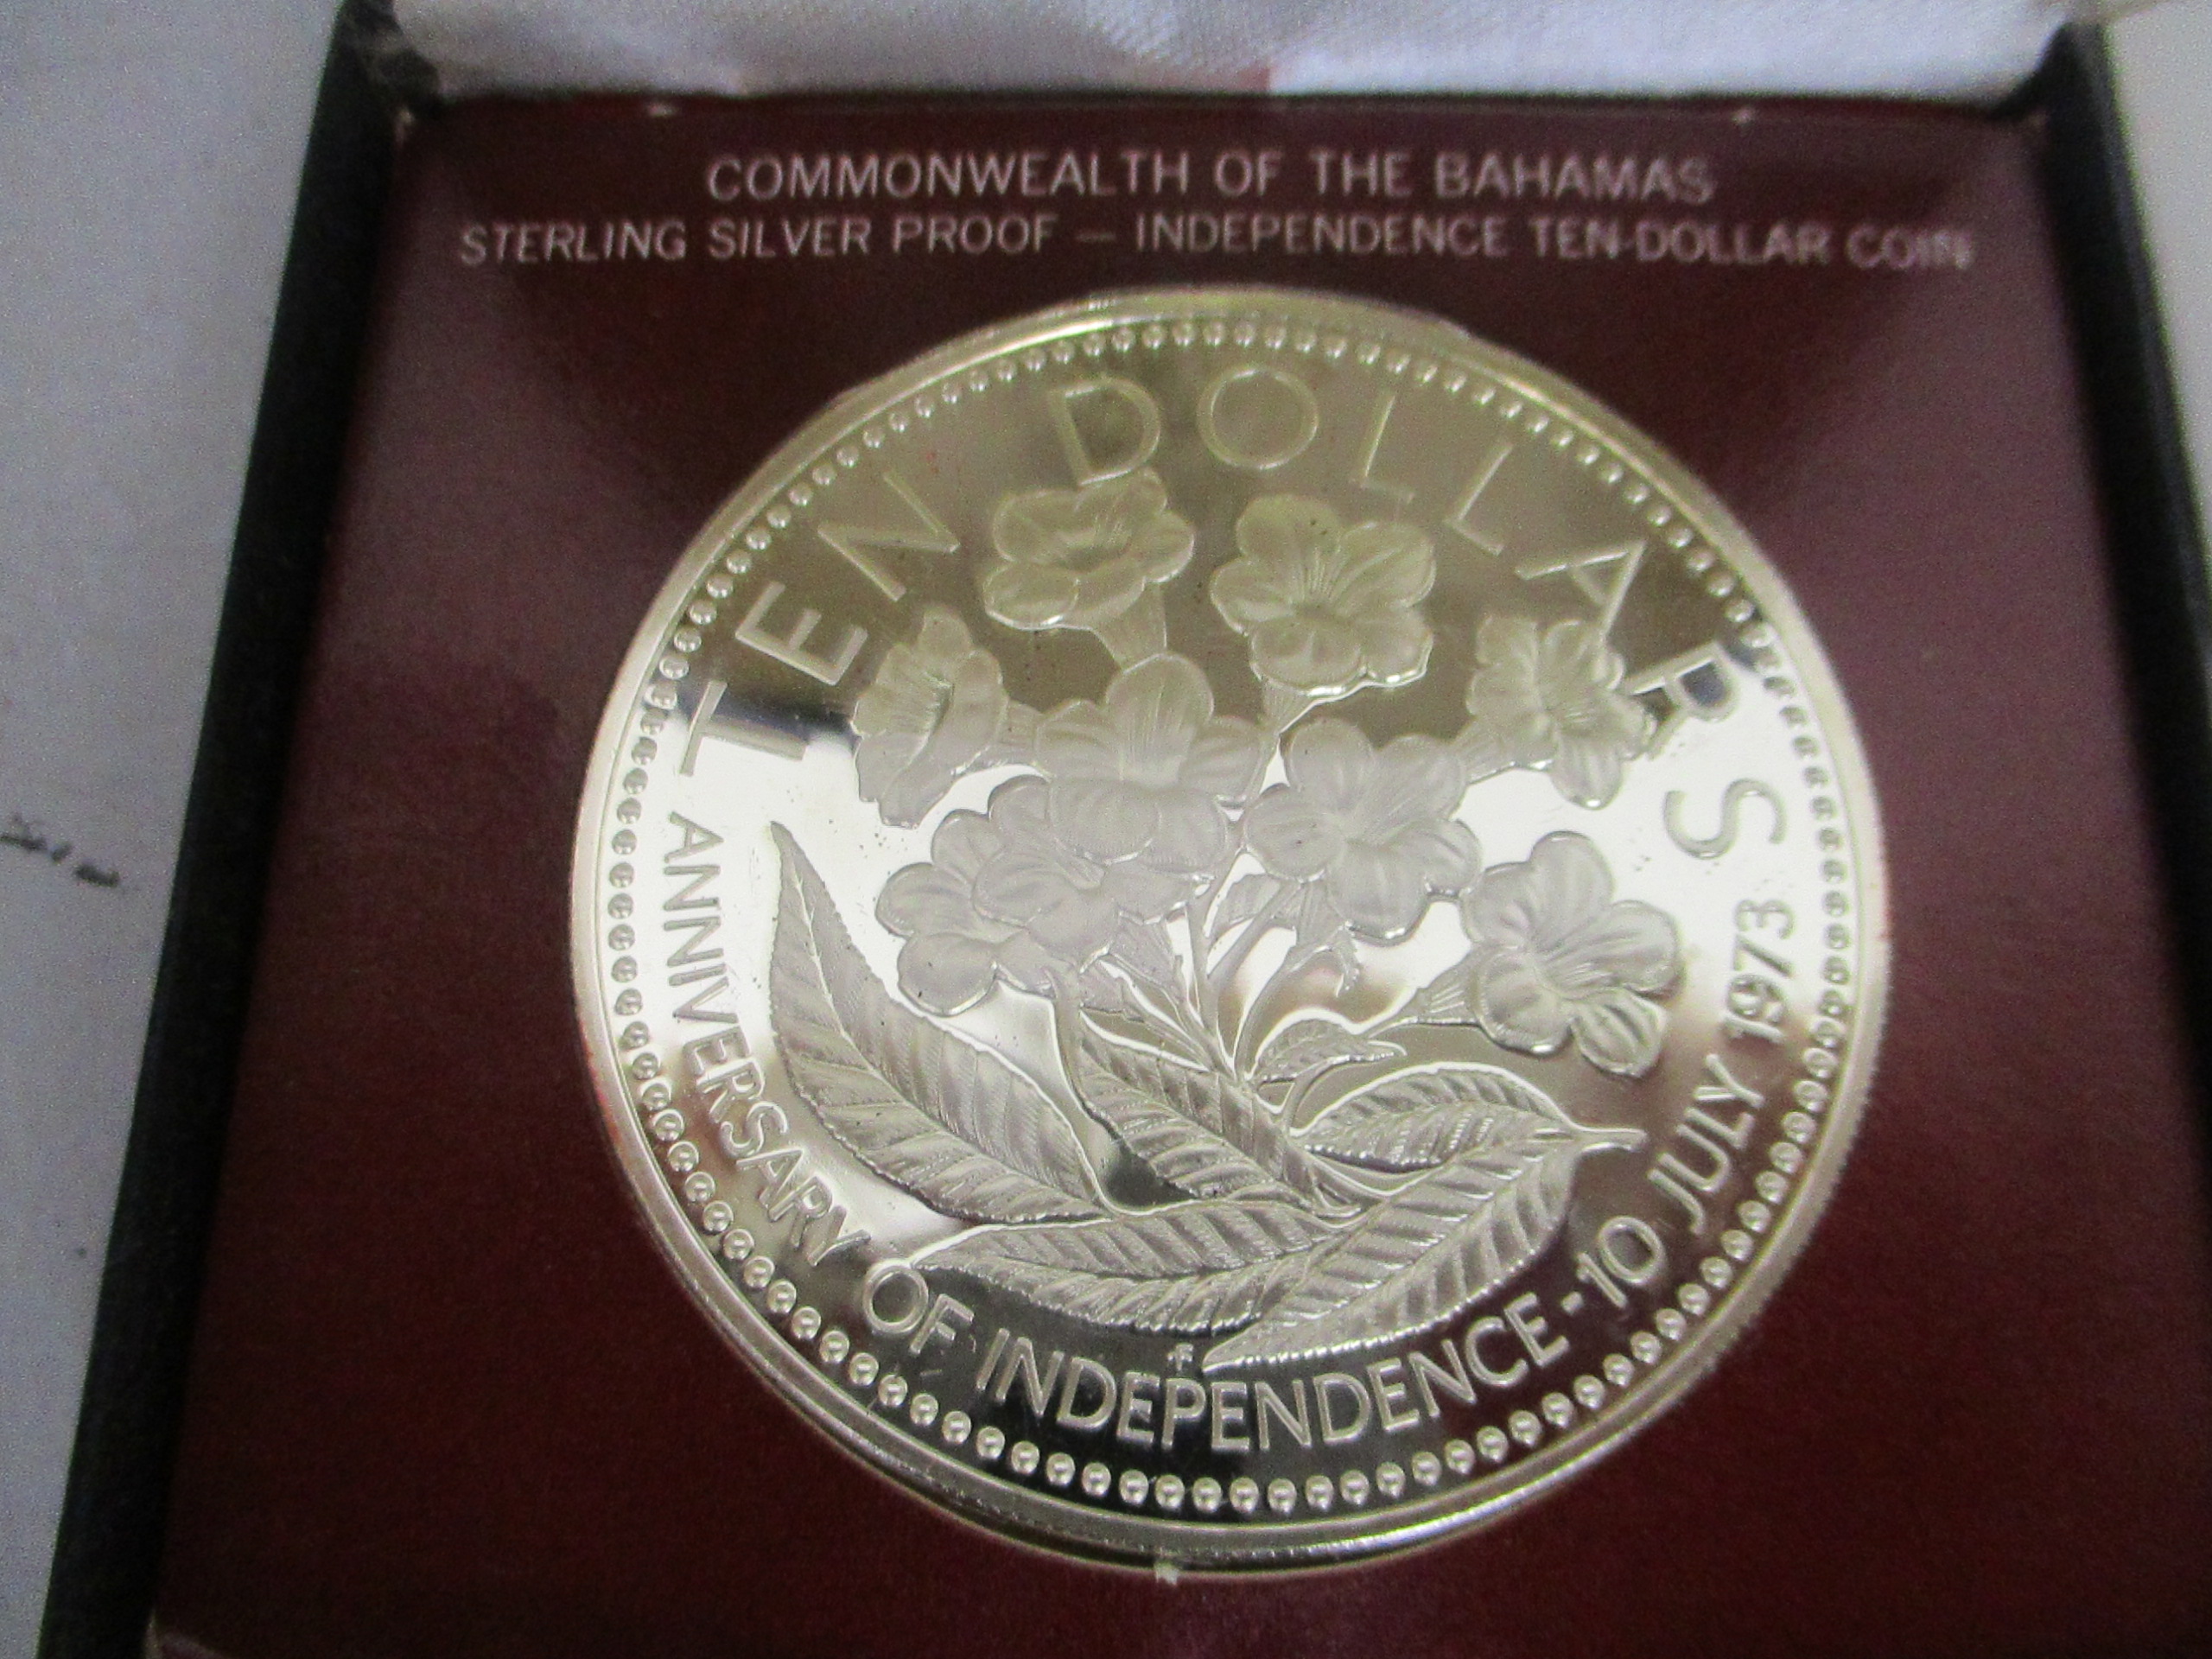 COMMONWEALTH OF THE BAHAMAS
STERLING SILVER PROOF — INDEPENDENCE TEN-DOLLAR COIN
TEN DOLLARS
T ANNIVERSARY OF INDEPENDENCE - 10 JULY 1973